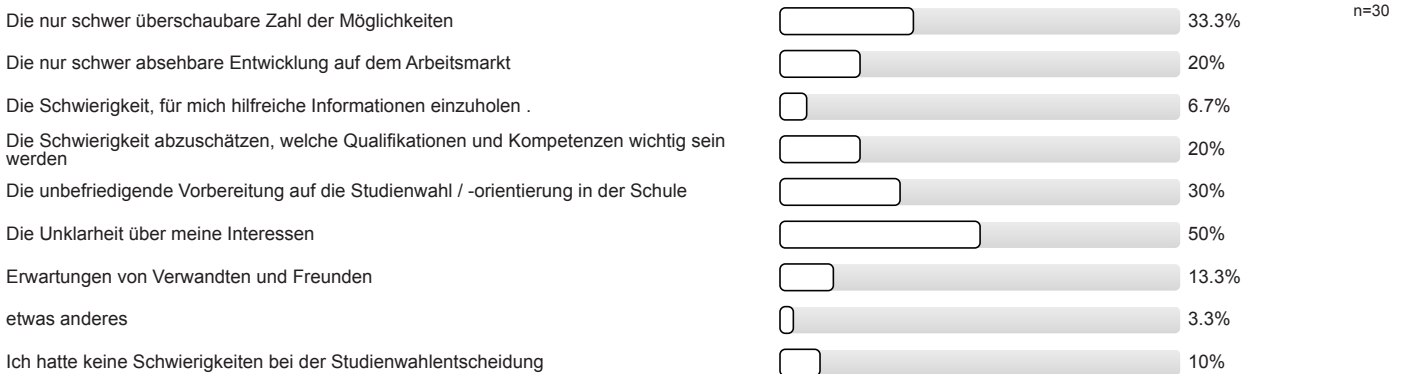 Die nur schwer überschaubare Zahl der Möglichkeiten 33.3% n=30
Die nur schwer absehbare Entwicklung auf dem Arbeitsmarkt 20%
Die Schwierigkeit, für mich hilfreiche Informationen einzuholen . 6.7%
Die Schwierigkeit abzuschätzen, welche Qualifikationen und Kompetenzen wichtig sein
werden 20%
Die unbefriedigende Vorbereitung auf die Studienwahl / -orientierung in der Schule 30%
Die Unklarheit über meine Interessen 50%
Erwartungen von Verwandten und Freunden 13.3%
etwas anderes 3.3%
Ich hatte keine Schwierigkeiten bei der Studienwahlentscheidung 10%